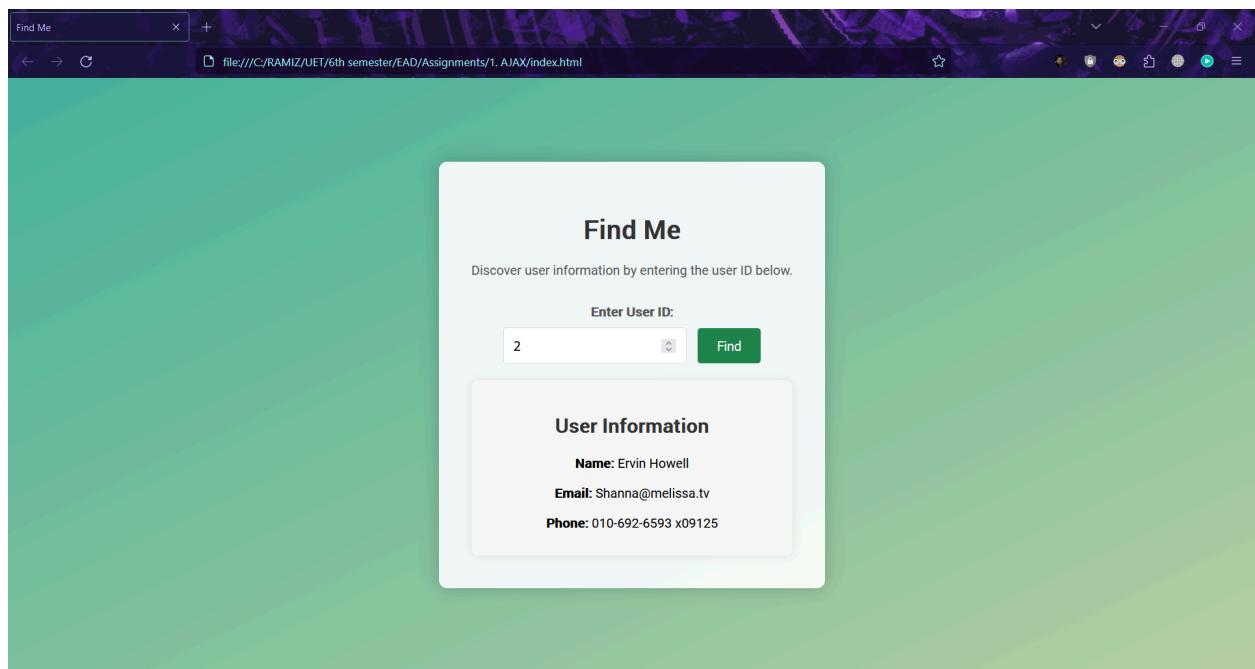 Find Me
file:///C:/RAMIZ/UET/6th semester/EAD/Assignments/1. AJAX/index.html
Find Me
Discover user information by entering the user ID below.
Enter User ID:
2 Find
User Information
Name: Ervin Howell
Email: Shanna@melissa.tv
Phone: 010-692-6593 x09125